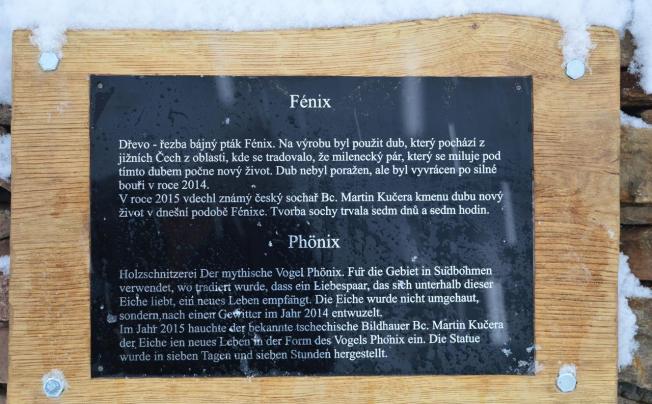 Fénix
Dřevo - řezba bájný pták Fénix. Na výrobu byl použit dub, který pochází z
jižních Čech z oblasti, kde se tradovalo, že milenecký pár, který se miluje pod
tímto dubem počne nový život. Dub nebyl poražen, ale byl vyvrácen po silné
bouři v roce 2014.
V roce 2015 vdechl známý český sochař Bc. Martin Kučera kmenu dubu nový
život v dnešní podobě Fénixe. Tvorba sochy trvala sedm dnů a sedm hodin.
Phönix
Holzschnitzerei Der mythische Vogel Phönix. Für die Gebiet in Südböhmen
verwendet, wo tradiert wurde, dass ein Liebespaar, das sich unterhalb dieser
Eiche liebt, ein neues Leben empfängt. Die Eiche wurde nicht umgehaut,
sondern nach einem Gewitter im Jahr 2014 entwuzelt.
Im Jahr 2015 hauchte der bekannte tschechische Bildhauer Bc. Martin Kučera
der Eiche ien neues Leben in der Form des Vogels Phönix ein. Die Statue
wurde in sieben Tagen und sieben Stunden hergestellt.